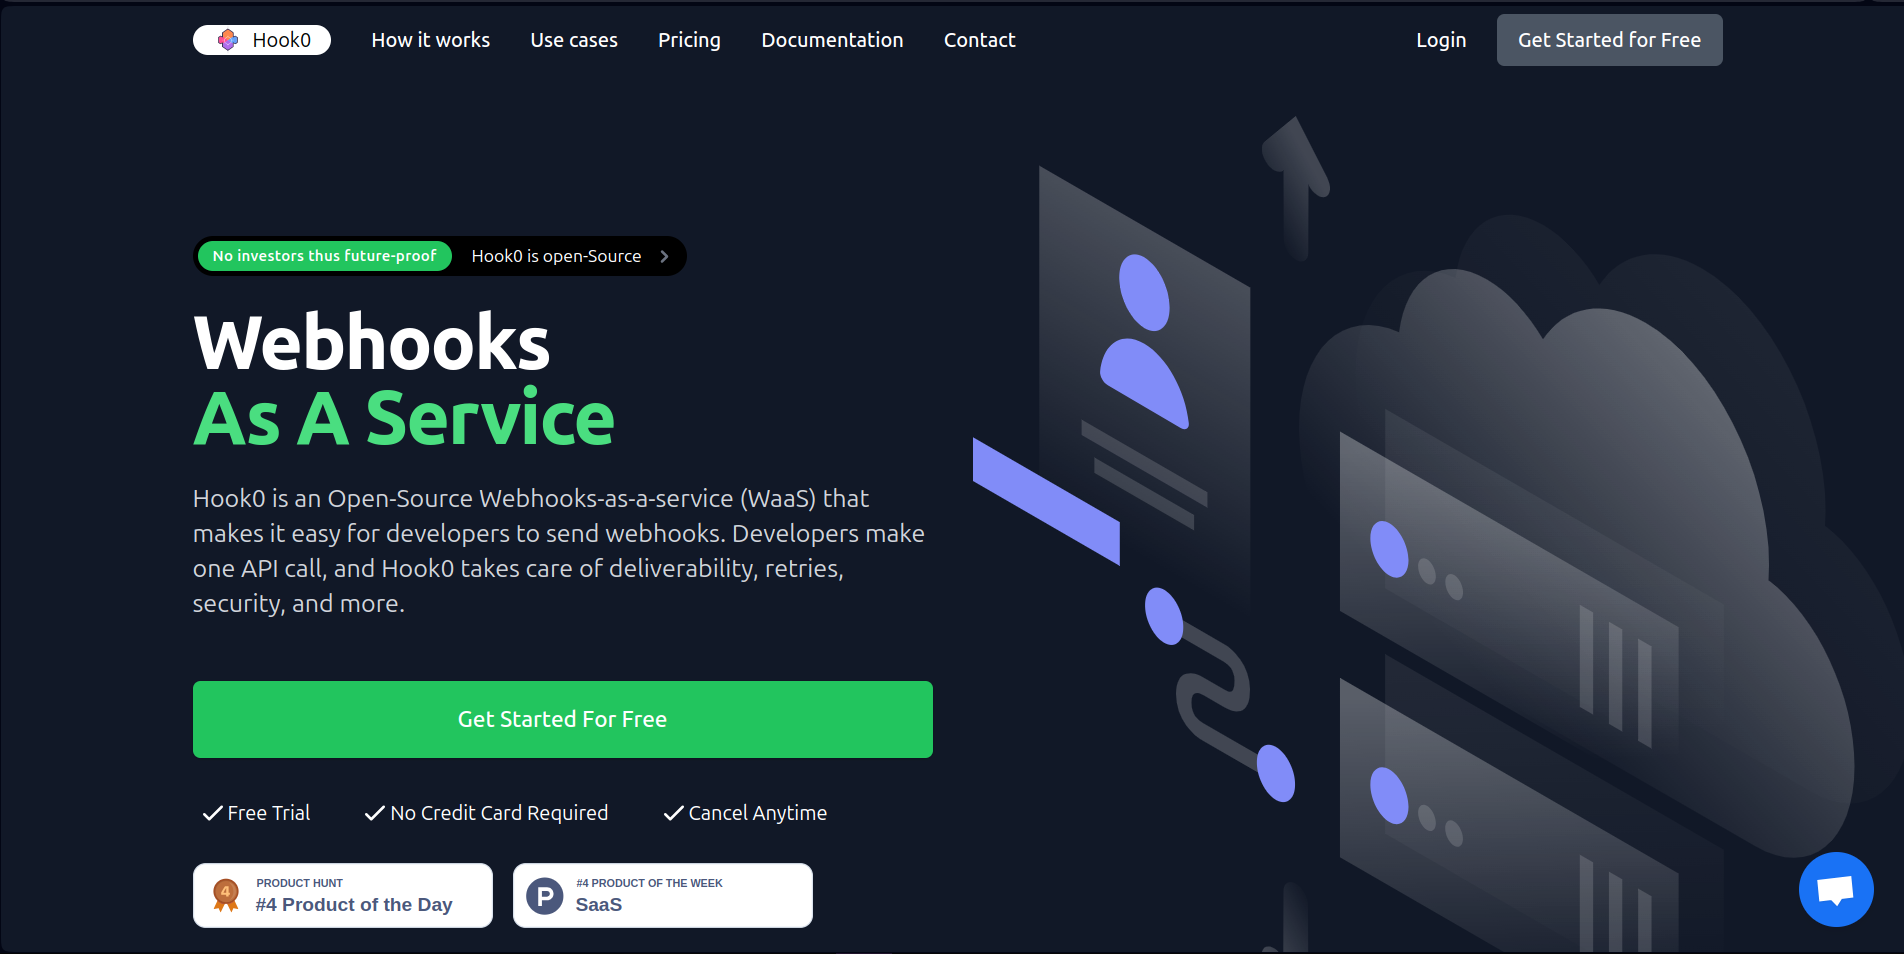 Hook0
How it works
Use cases
Pricing
Documentation
Contact
Login
Get Started for Free
No investors thus future-proof
Hook0 is open-Source
Webhooks
As A Service
Hook0 is an Open-Source Webhooks-as-a-service (WaaS) that
makes it easy for developers to send webhooks. Developers make
one API call, and Hook0 takes care of deliverability, retries,
security, and more.
Get Started For Free
Free Trial
No Credit Card Required
Cancel Anytime
4
PRODUCT HUNT
#4 Product of the Day
P
#4 PRODUCT OF THE WEEK
SaaS